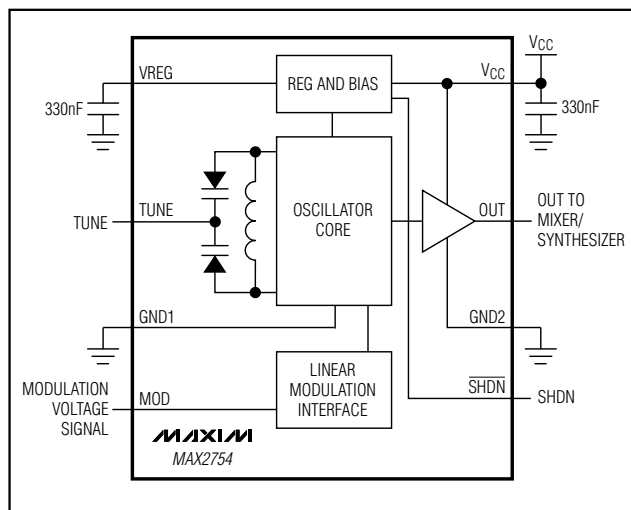 VCC
VREG
REG AND BIAS
VCC
330nF
330nF
TUNE
TUNE
OSCILLATOR
CORE
OUT
OUT TO
MIXER/
SYNTHESIZER
GND1
GND2
MODULATION
VOLTAGE
SIGNAL
MOD
LINEAR
MODULATION
INTERFACE
SHDN
SHDN
MAXIM
MAX2754